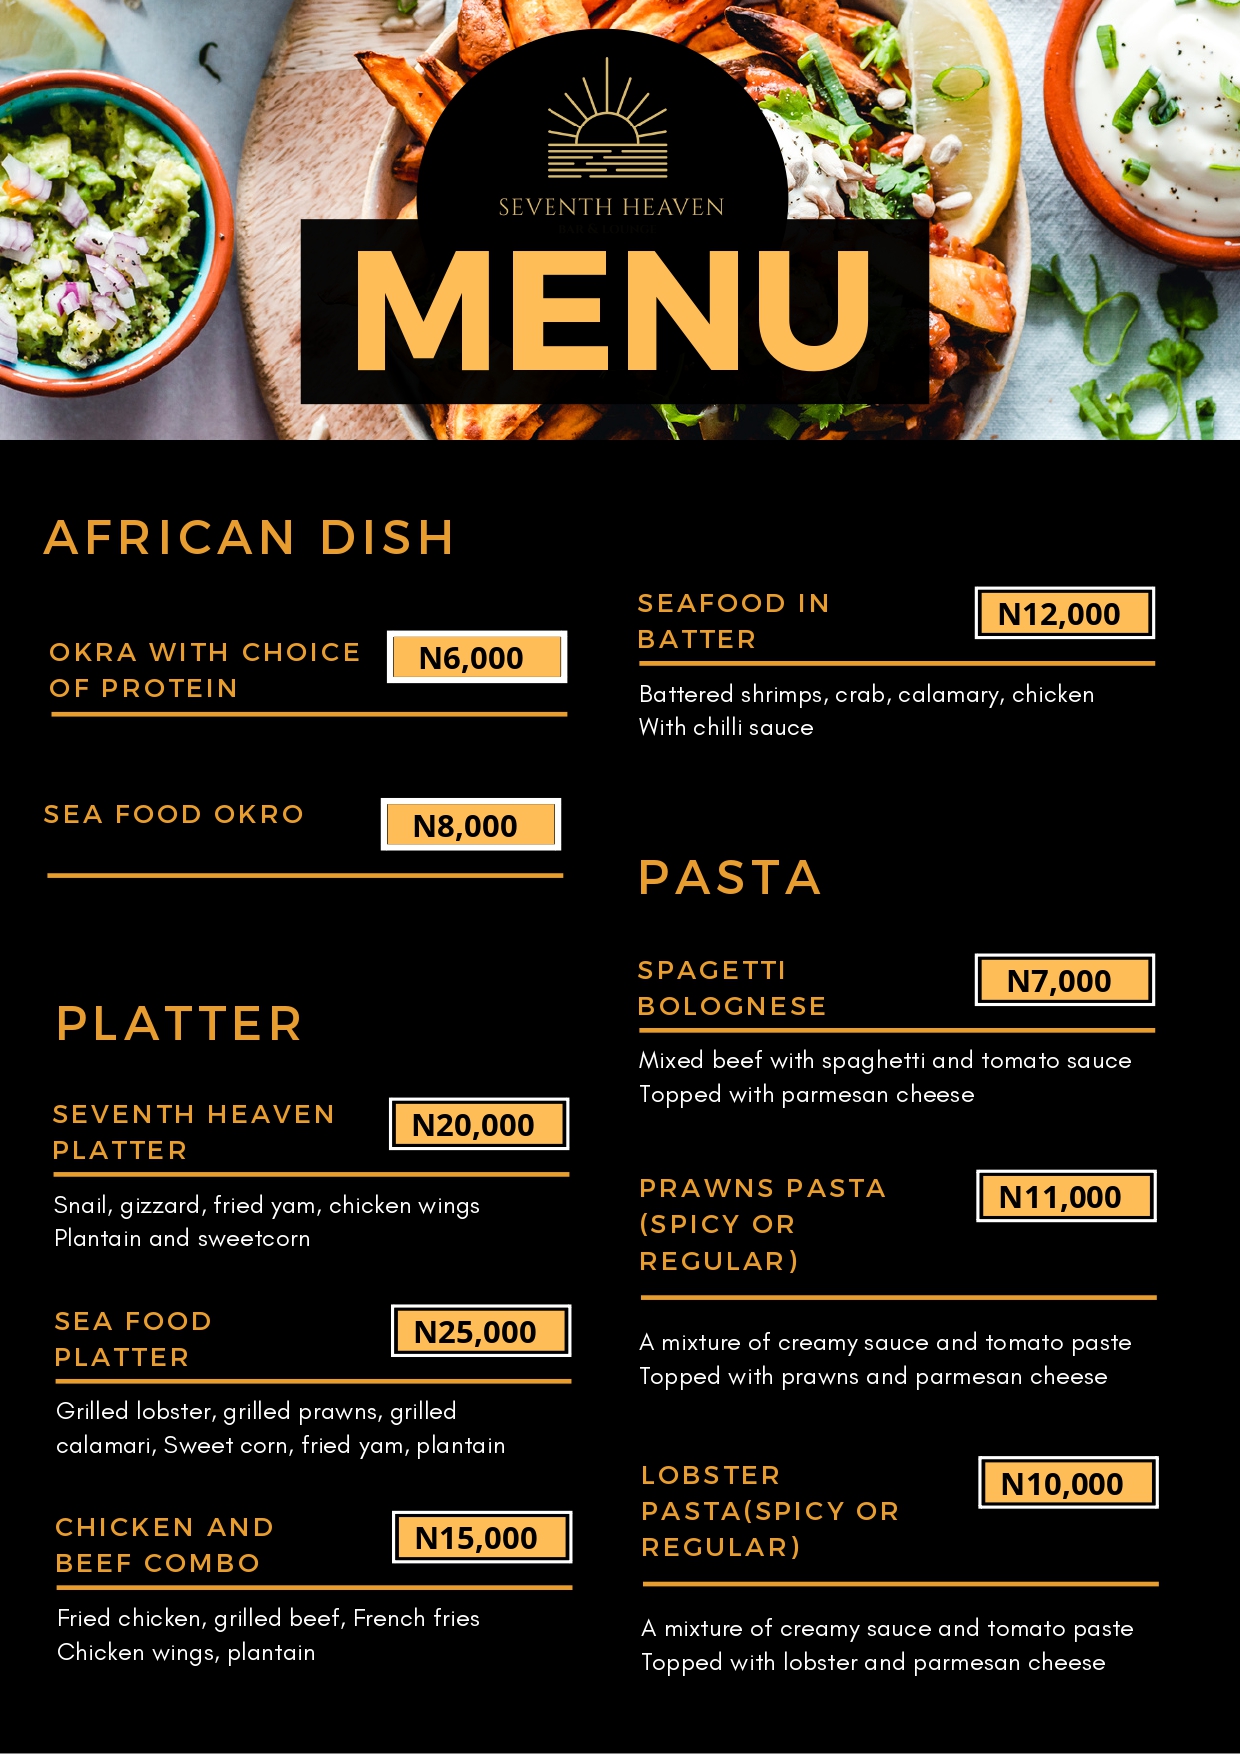 SEVENTH HEAVEN
BAR & LOUNGE
MENU
AFRICAN DISH
OKRA WITH CHOICE
OF PROTEIN
N6,000
SEA FOOD OKRO
N8,000
PLATTER
SEVENTH HEAVEN
PLATTER
N20,000
Snail, gizzard, fried yam, chicken wings
Plantain and sweetcorn
SEA FOOD
PLATTER
N25,000
Grilled lobster, grilled prawns, grilled
calamari, Sweet corn, fried yam, plantain
CHICKEN AND
BEEF COMBO
N15,000
Fried chicken, grilled beef, French fries
Chicken wings, plantain
SEAFOOD IN
BATTER
N12,000
Battered shrimps, crab, calamary, chicken
With chilli sauce
PASTA
SPAGETTI
BOLOGNESE
N7,000
Mixed beef with spaghetti and tomato sauce
Topped with parmesan cheese
PRAWNS PASTA
(SPICY OR
REGULAR)
N11,000
A mixture of creamy sauce and tomato paste
Topped with prawns and parmesan cheese
LOBSTER
PASTA(SPICY OR
REGULAR)
N10,000
A mixture of creamy sauce and tomato paste
Topped with lobster and parmesan cheese